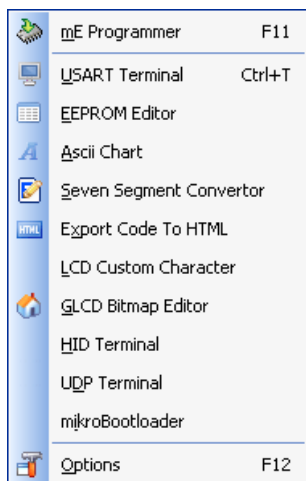 mE Programmer F11
USART Terminal Ctrl+T
EEPROM Editor
Ascii Chart
Seven Segment Convertor
HTML Export Code To HTML
LCD Custom Character
GLCD Bitmap Editor
HID Terminal
UDP Terminal
mikroBootloader
Options F12